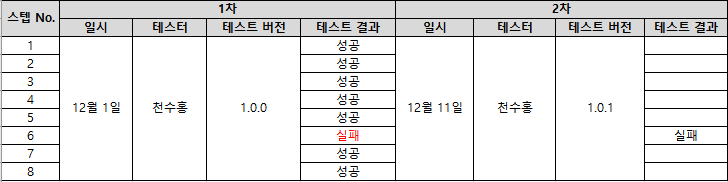 스텝 No. 1차 2차
일시 테스터 테스트 버전 테스트 결과 일시 테스터 테스트 버전 테스트 결과
1 성공
2 성공
3 성공
4 12월 1일 천수홍 1.0.0 성공 12월 11일 천수홍 1.0.1
5 성공
6 실패 실패
7 성공
8 성공